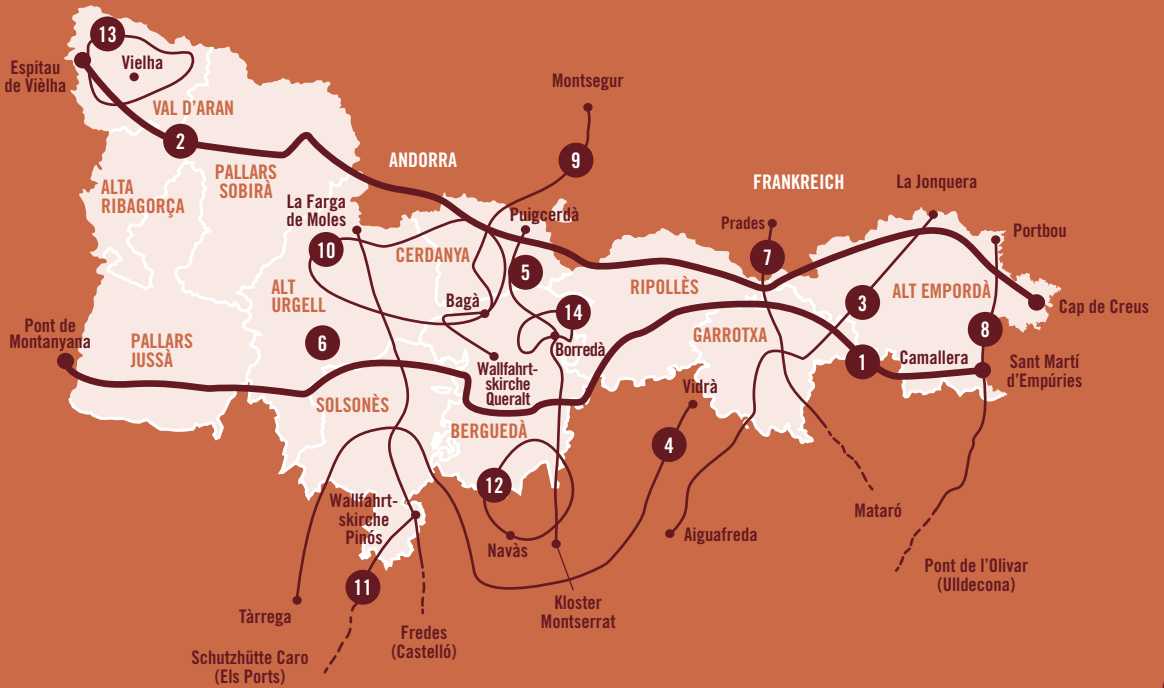 13
Vielha
Espitau
de Vièlha
VAL D'ARAN
2
Montsegur
ANDORRA
9
FRANKREICH
La Jonquera
ALTA
RIBAGORÇA
PALLARS
SOBIRÀ
La Farga
de Moles
Puigcerdà
Prades
Portbou
10
CERDANYA
5
7
ALT
URGELL
RIPOLLÈS
ALT EMPORDÀ
3
Cap de Creus
Bagà
14
Pont de
Montanyana
PALLARS
JUSSÀ
6
Borredà
GARROTXA
8
1
Camallera
Sant Martí
d'Empúries
Wallfahrt-
skirche
Queralt
Vidrà
SOLSONÈS
BERGUEDÀ
4
12
Wallfahrt-
skirche
Pinós
Navàs
Aiguafreda
Mataró
Pont de l'Olivar
(Ulldecona)
11
Tàrrega
Kloster
Montserrat
Fredes
(Castelló)
Schutzhütte Caro
(Els Ports)